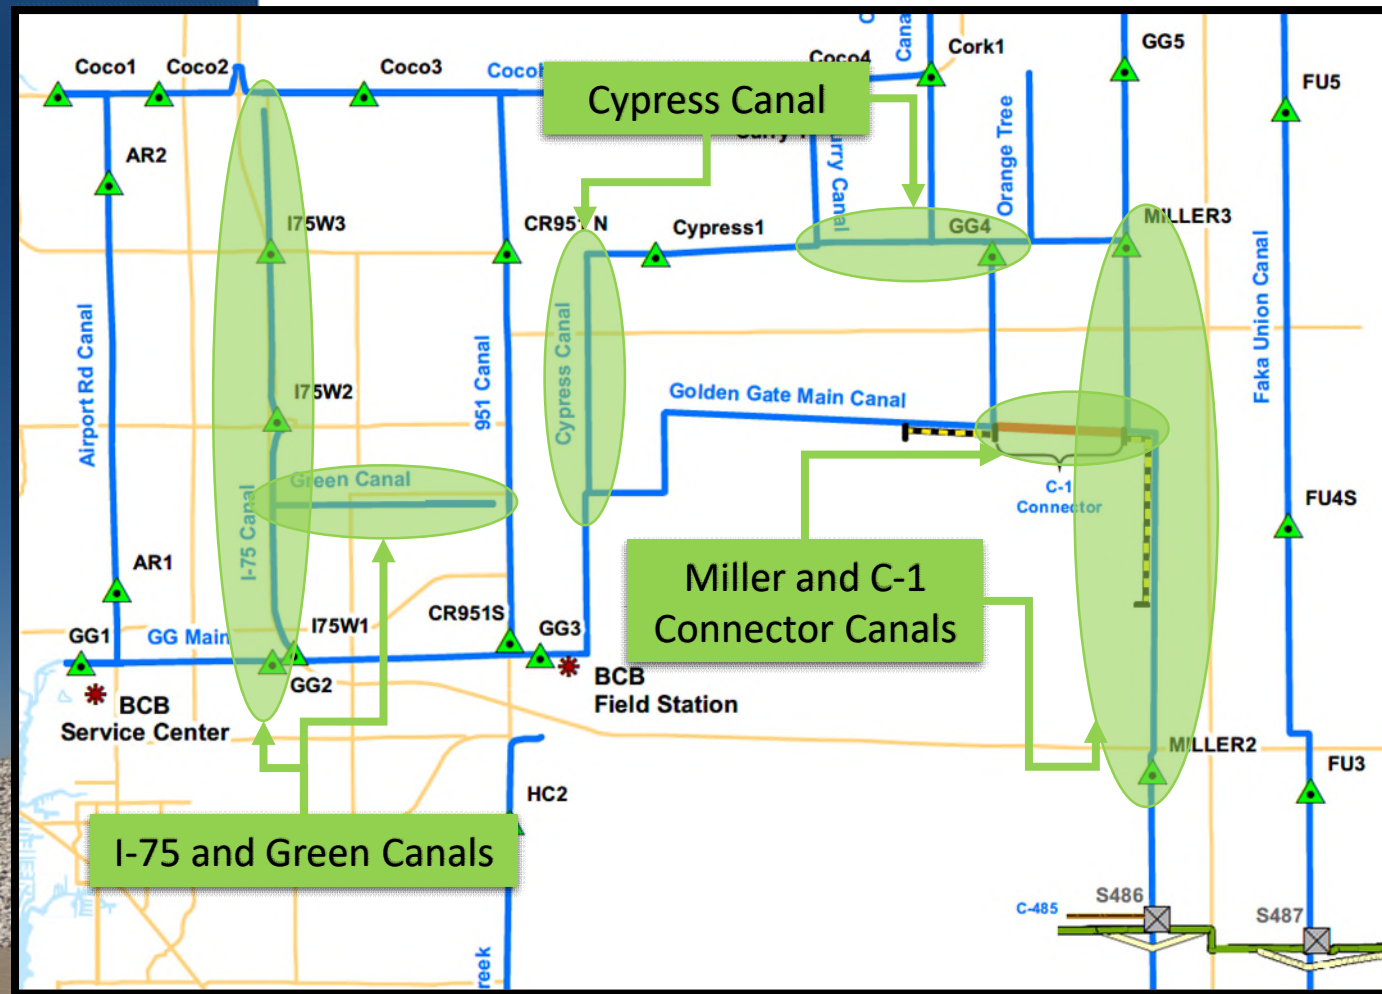 GG5
Cork1
Coco4
Coco1
Coco2
Coco3
FU5
Cypress Canal
AR2
Orange Tree
I75W3
CR951 N
Cypress1
GG4
MILLER3
Airport Rd Canal
951 Canal
Cypress Canal
Faka Union Canal
I75W2
Golden Gate Main Canal
Green Canal
C-1
Connector
FU4S
I-75 Canal
AR1
Miller and C-1
Connector Canals
CR951S
I75W1
GG3
GG1
GG Main
GG2
BCB
Field Station
BCB
Service Center
MILLER2
FU3
HC2
I-75 and Green Canals
S486
C-485
S487